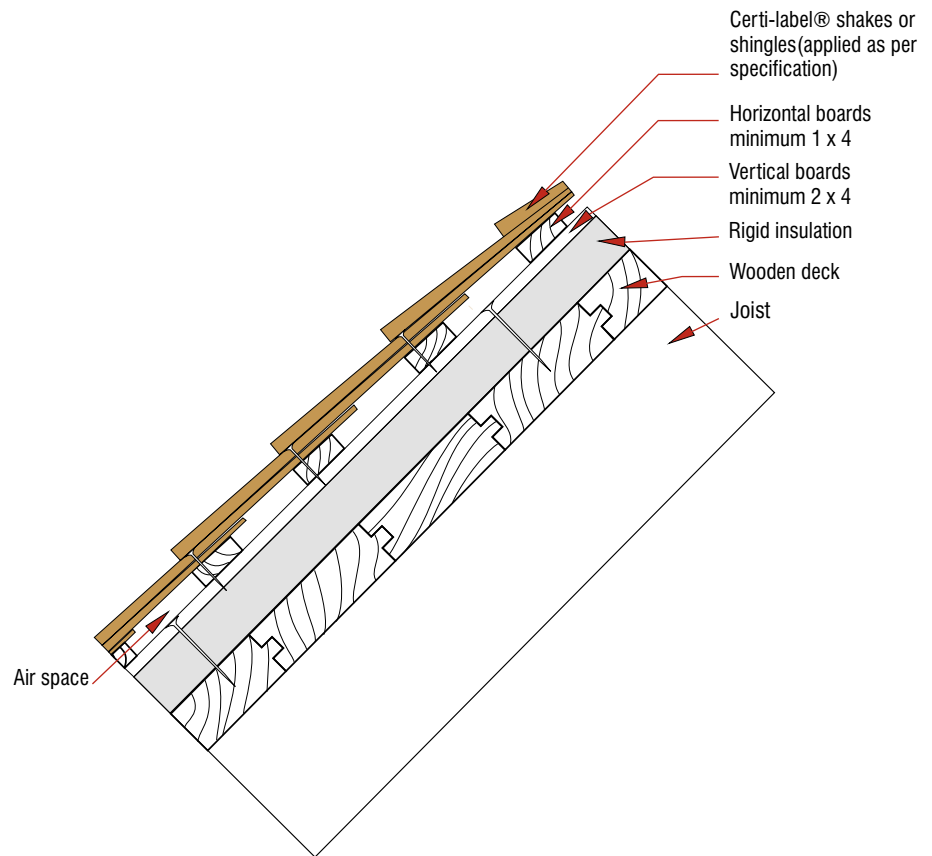 Certi-label® shakes or
shingles(applied as per
specification)
Horizontal boards
minimum 1 x 4
Vertical boards
minimum 2 x 4
Rigid insulation
Wooden deck
Joist
Air space